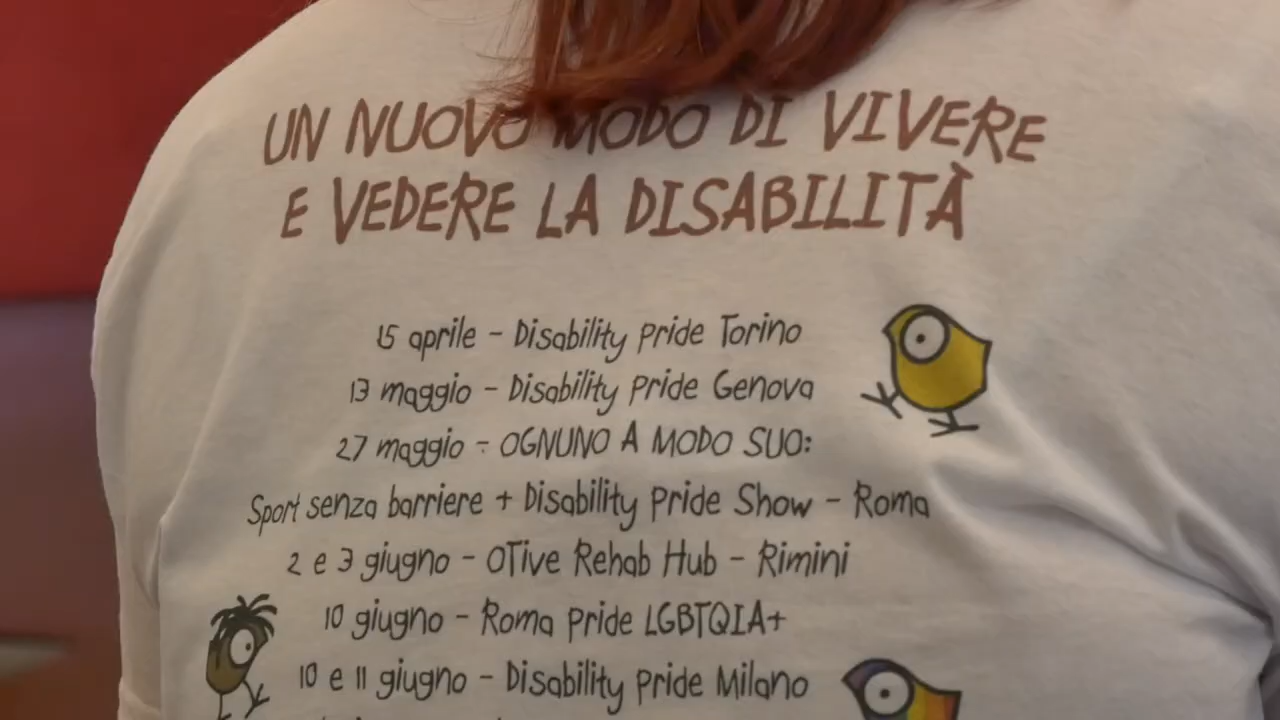 UN NUOVO MODO DI VIVERE
E VEDERE LA DISABILITÀ
15 aprile - Disability Pride Torino
13 maggio - Disability Pride Genova
27 maggio - OGNUNO A MODO SUO:
Sport senza barriere + Disability Pride Show - Roma
2 e 3 giugno - OTive Rehab Hub - Rimini
10 giugno - Roma Pride LGBTQIA+
10 e 11 giugno - Disability Pride Milano